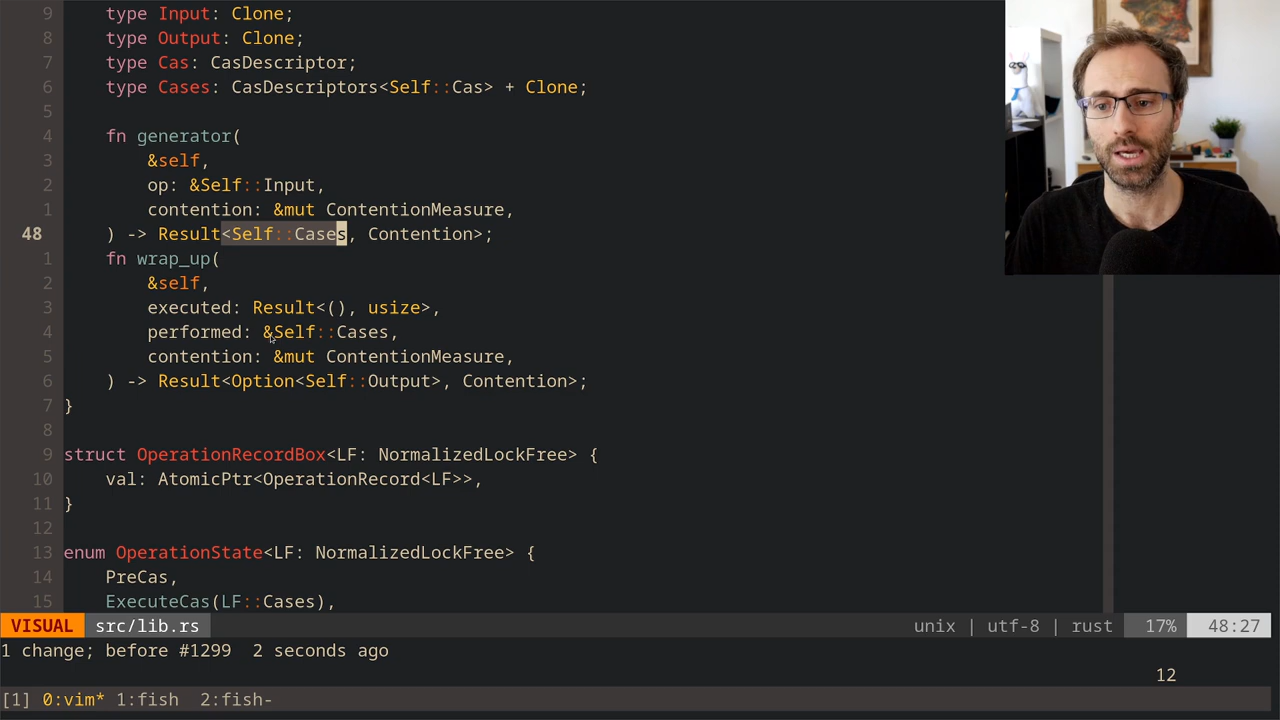 9 type Input: Clone;
8 type Output: Clone;
7 type Cas: CasDescriptor;
6 type Cases: CasDescriptors<Self::Cas> + Clone;
5
4 fn generator(
3 &self,
2 op: &Self::Input,
1 contention: &mut ContentionMeasure,
48 ) -> Result<Self::Cases, Contention>;
1 fn wrap_up(
2 &self,
3 executed: Result<(), usize>,
4 performed: &Self::Cases,
5 contention: &mut ContentionMeasure,
6 ) -> Result<Option<Self::Output>, Contention>;
7 }
8
9 struct OperationRecordBox<LF: NormalizedLockFree> {
10 val: AtomicPtr<OperationRecord<LF>>,
11 }
12
13 enum OperationState<LF: NormalizedLockFree> {
14 PreCas,
15 ExecuteCas(LF::Cases),
VISUAL src/lib.rs unix | utf-8 | rust 17% 48:27
1 change; before #1299 2 seconds ago
12
[1] 0:vim* 1:fish 2:fish-